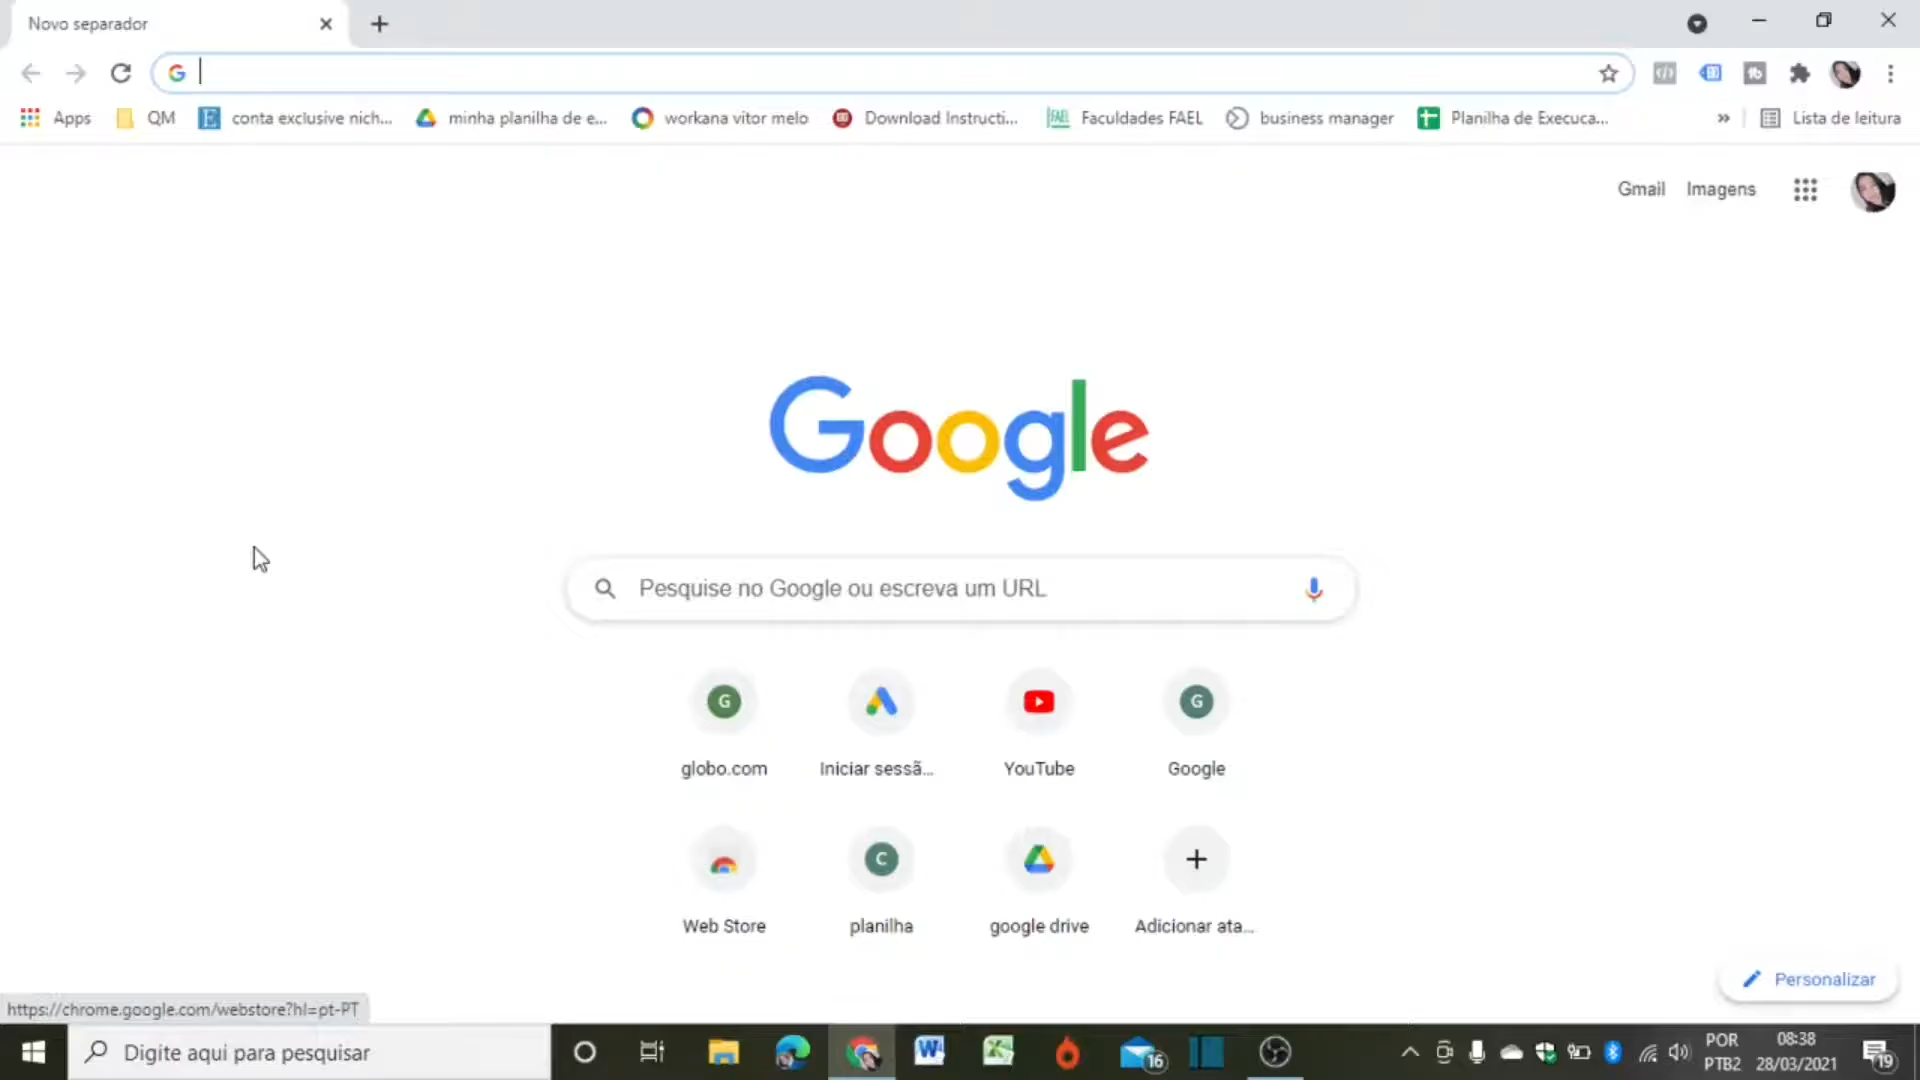 Novo separador
Apps QM conta exclusive nich... minha planilha de e... workana vitor melo Download Instructi... FAEL Faculdades FAEL business manager Planilha de Execuca... » Lista de leitura
Gmail Imagens
Google
Pesquise no Google ou escreva um URL
G G
globo.com Iniciar sessã... YouTube Google
C
Web Store planilha google drive Adicionar ata...
Personalizar
https://chrome.google.com/webstore?hl=pt-PT
Digite aqui para pesquisar 16 POR 08:38
PTB2 28/03/2021 19